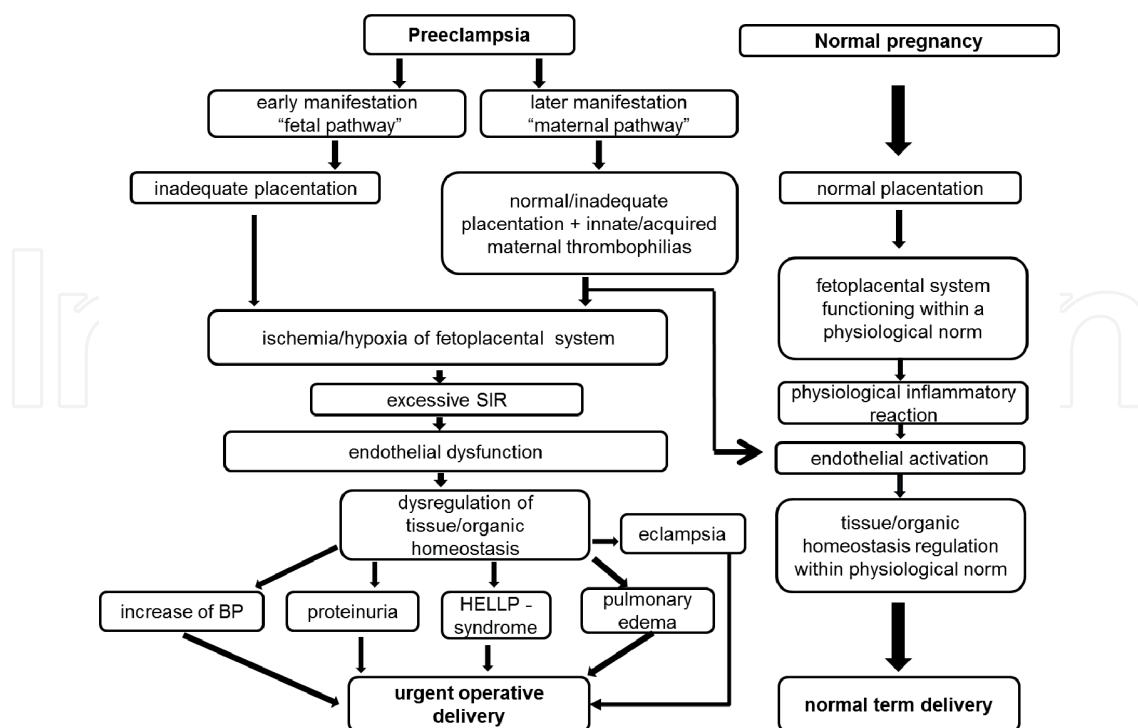 Preeclampsia
Normal pregnancy
early manifestation
“fetal pathway”
later manifestation
“maternal pathway”
inadequate placentation
normal/inadequate
placentation + innate/acquired
maternal thrombophilias
normal placentation
fetoplacental system
functioning within a
physiological norm
ischemia/hypoxia of fetoplacental system
excessive SIR
physiological inflammatory
reaction
endothelial dysfunction
endothelial activation
dysregulation of
tissue/organic
homeostasis
eclampsia
tissue/organic
homeostasis regulation
within physiological norm
increase of BP
proteinuria
HELLP -
syndrome
pulmonary
edema
urgent operative
delivery
normal term delivery